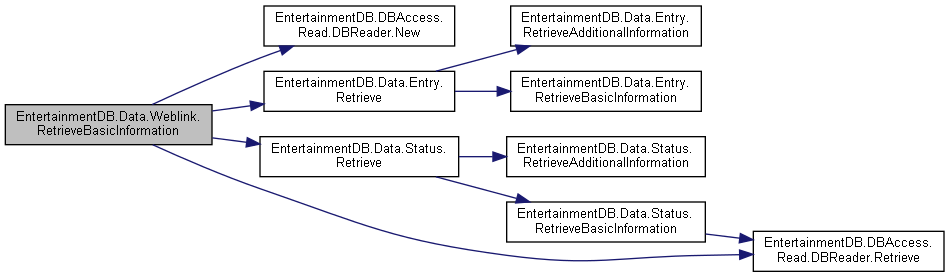 EntertainmentDB.Data.Weblink.
RetrieveBasicInformation
EntertainmentDB.DBAccess.
Read.DBReader.New
EntertainmentDB.Data.Entry.
Retrieve
EntertainmentDB.Data.Status.
Retrieve
EntertainmentDB.Data.Entry.
RetrieveAdditionalInformation
EntertainmentDB.Data.Entry.
RetrieveBasicInformation
EntertainmentDB.Data.Status.
RetrieveAdditionalInformation
EntertainmentDB.Data.Status.
RetrieveBasicInformation
EntertainmentDB.DBAccess.
Read.DBReader.Retrieve